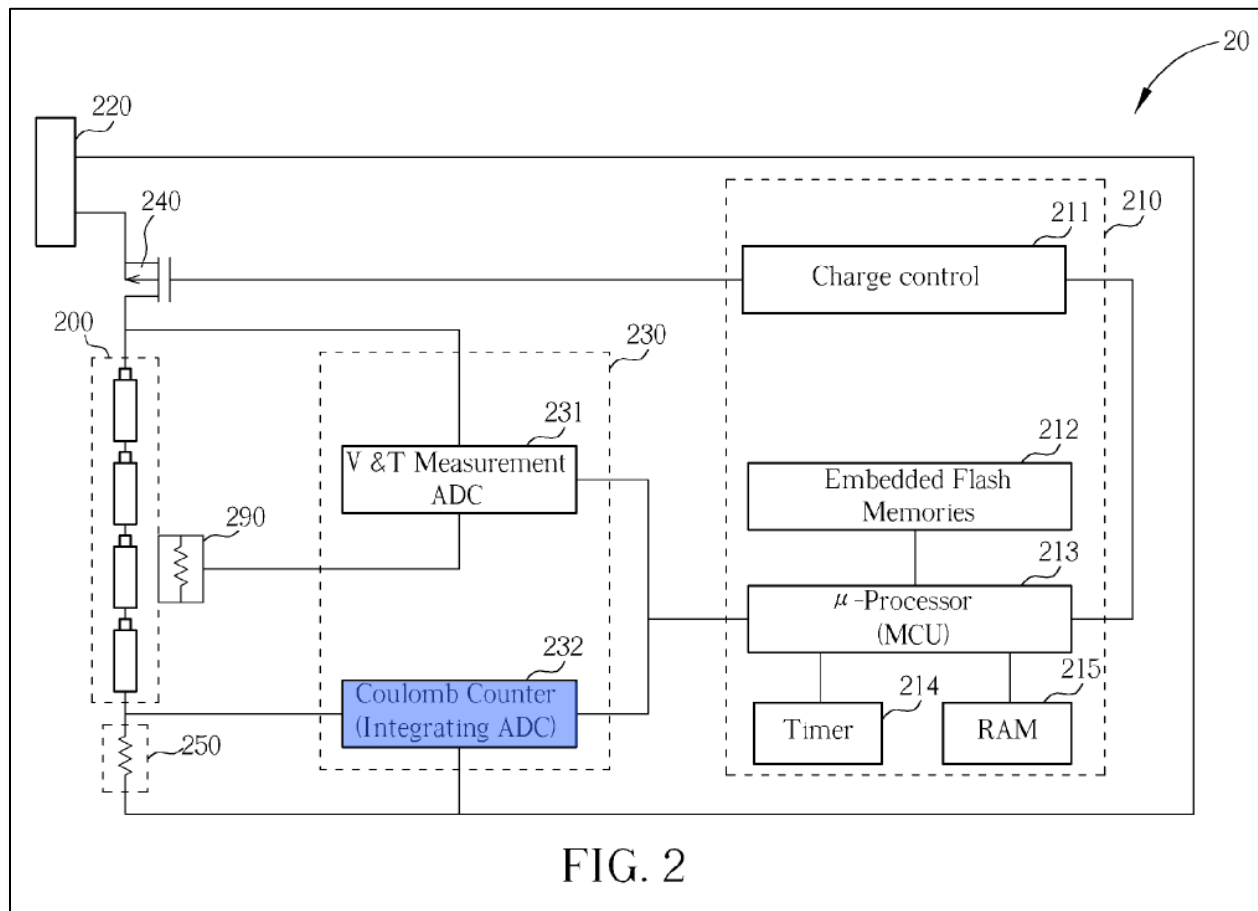 20
220
240
211
210
Charge control
200
230
231
V &T Measurement
ADC
212
Embedded Flash
Memories
290
213
μ-Processor
(MCU)
232
Coulomb Counter
(Integrating ADC)
214
215
Timer
RAM
250
FIG. 2